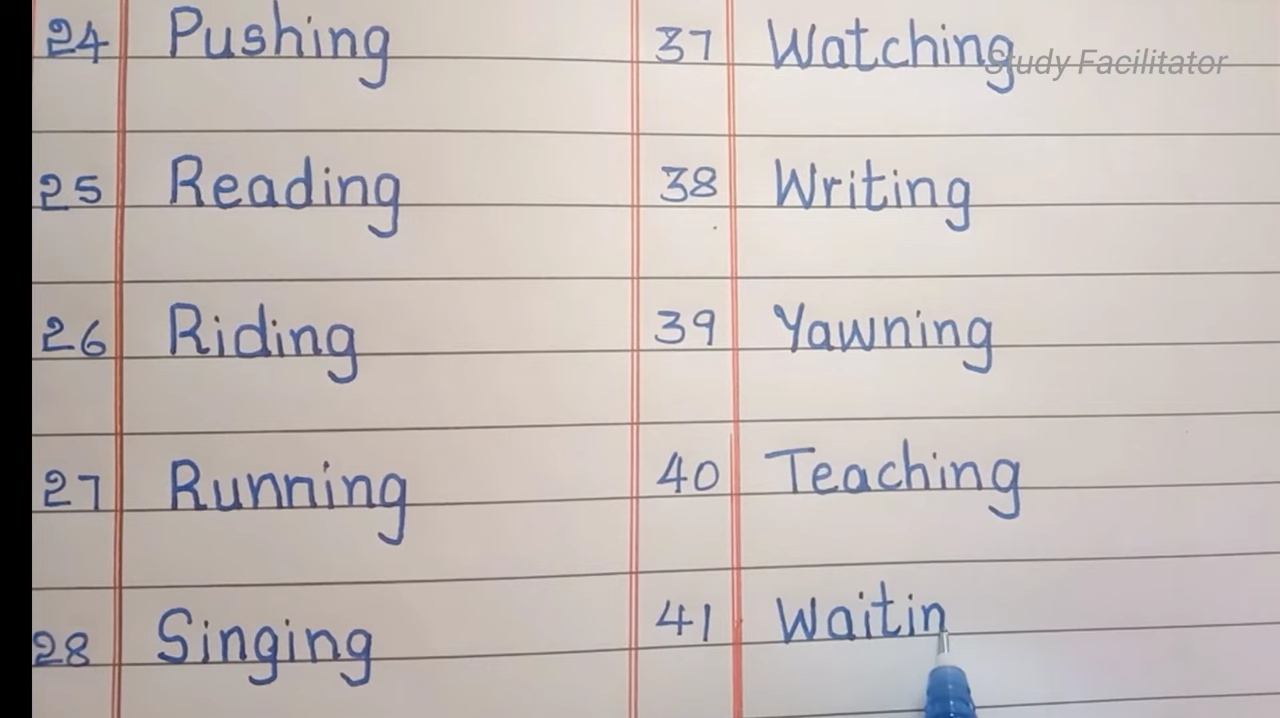 24 Pushing
25 Reading
26 Riding
27 Running
28 Singing
37 Watching
Study Facilitator
38 Writing
39 Yawning
40 Teaching
41 Waitin